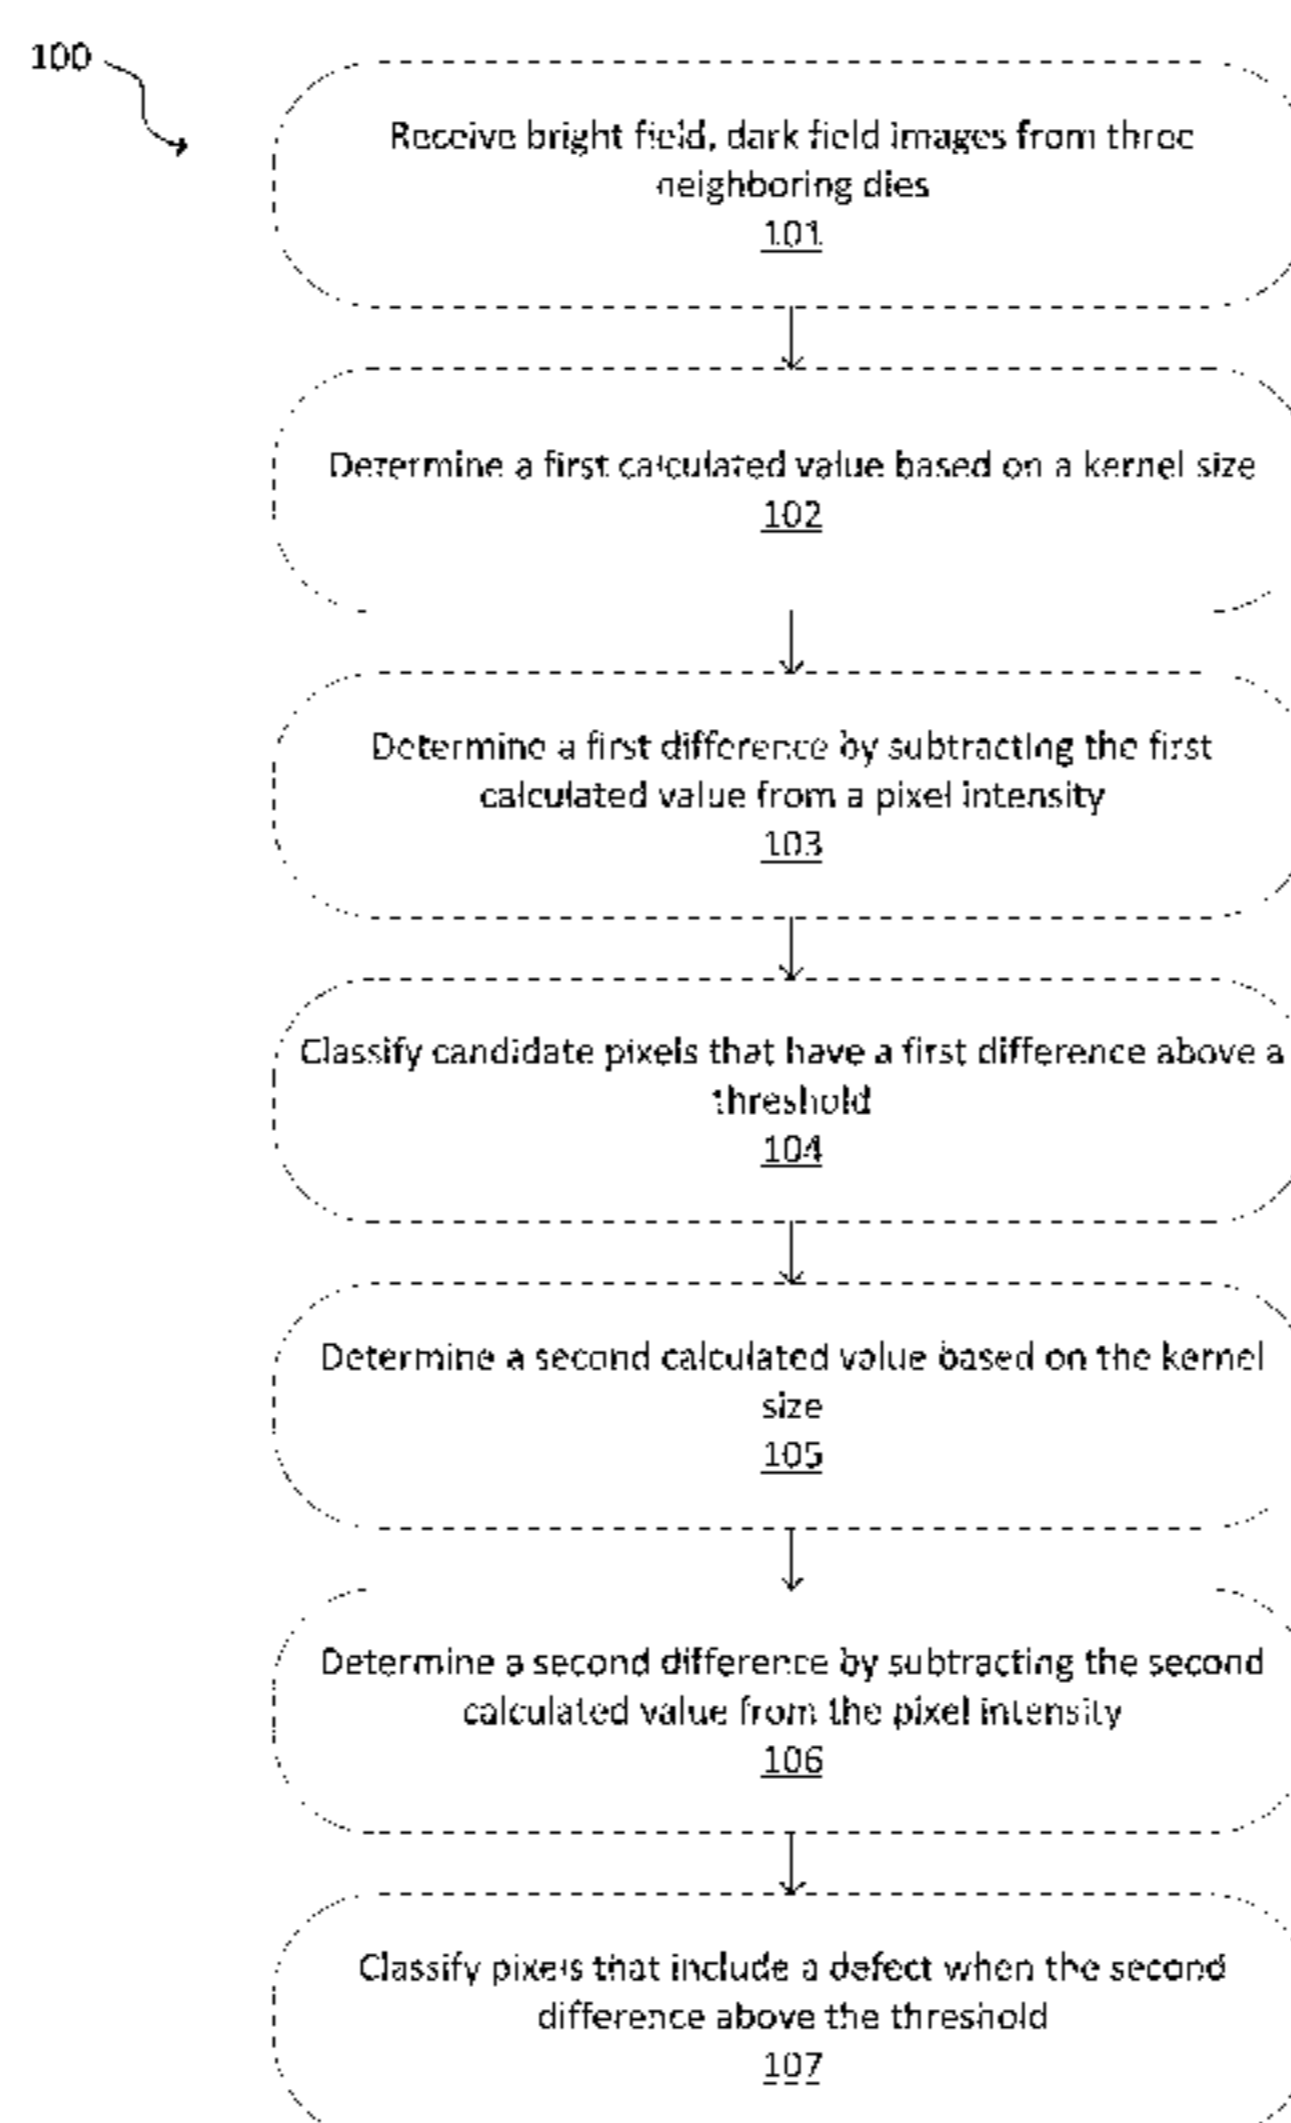 100
Receive bright field, dark field images from three
neighboring dies
101
Determine a first calculated value based on a kernel size
102
Determine a first difference by subtracting the first
calculated value from a pixel intensity
103
Classify candidate pixels that have a first difference above a
threshold
104
Determine a second calculated value based on the kernel
size
105
Determine a second difference by subtracting the second
calculated value from the pixel intensity
106
Classify pixels that include a defect when the second
difference above the threshold
107